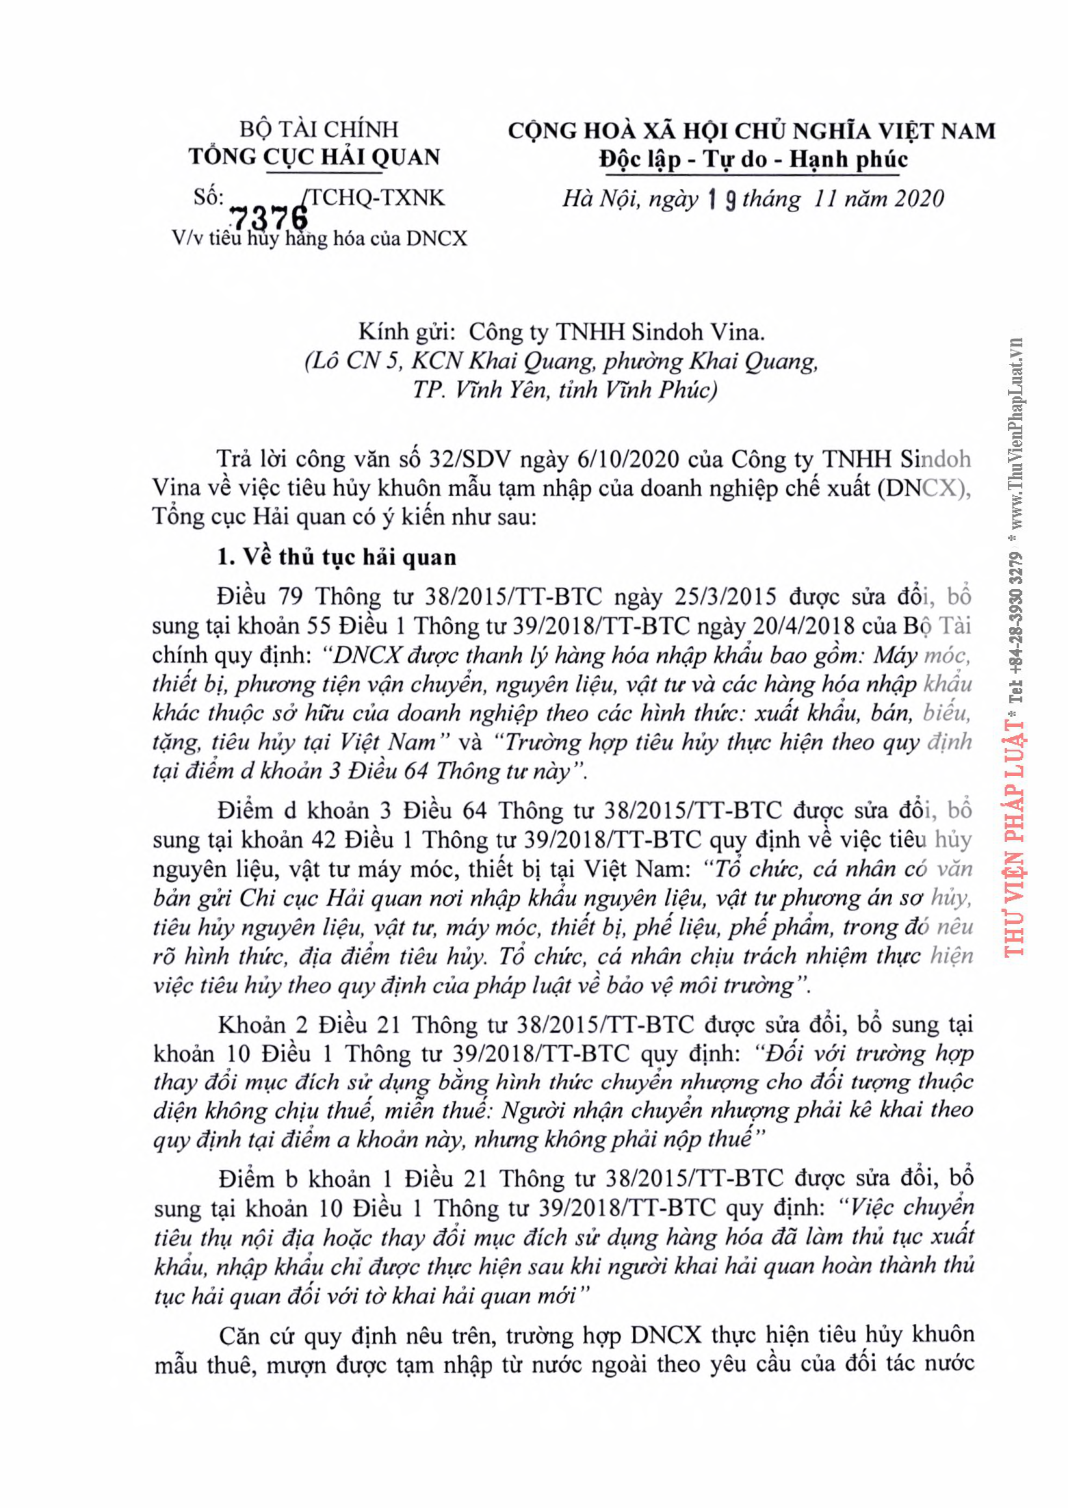 BỘ TÀI CHÍNH
TỔNG CỤC HẢI QUAN
CỘNG HOÀ XÃ HỘI CHỦ NGHĨA VIỆT NAM
Độc lập - Tự do - Hạnh phúc
Số: 7376/TCHQ-TXNK
V/v tiêu hủy hàng hóa của DNCX
Hà Nội, ngày 19 tháng 11 năm 2020
Kính gửi: Công ty TNHH Sindoh Vina.
(Lô CN 5, KCN Khai Quang, phường Khai Quang,
TP. Vĩnh Yên, tỉnh Vĩnh Phúc)
Trả lời công văn số 32/SDV ngày 6/10/2020 của Công ty TNHH Sindoh
Vina về việc tiêu hủy khuôn mẫu tạm nhập của doanh nghiệp chế xuất (DNCX),
Tổng cục Hải quan có ý kiến như sau:
1. Về thủ tục hải quan
Điều 79 Thông tư 38/2015/TT-BTC ngày 25/3/2015 được sửa đổi, bổ
sung tại khoản 55 Điều 1 Thông tư 39/2018/TT-BTC ngày 20/4/2018 của Bộ Tài
chính quy định: “DNCX được thanh lý hàng hóa nhập khẩu bao gồm: Máy móc,
thiết bị, phương tiện vận chuyển, nguyên liệu, vật tư và các hàng hóa nhập khẩu
khác thuộc sở hữu của doanh nghiệp theo các hình thức: xuất khẩu, bán, biếu,
tặng, tiêu hủy tại Việt Nam” và “Trường hợp tiêu hủy thực hiện theo quy định
tại điểm d khoản 3 Điều 64 Thông tư này”.
Điểm d khoản 3 Điều 64 Thông tư 38/2015/TT-BTC được sửa đổi, bổ
sung tại khoản 42 Điều 1 Thông tư 39/2018/TT-BTC quy định về việc tiêu hủy
nguyên liệu, vật tư máy móc, thiết bị tại Việt Nam: “Tổ chức, cá nhân có văn
bản gửi Chi cục Hải quan nơi nhập khẩu nguyên liệu, vật tư phương án sơ hủy,
tiêu hủy nguyên liệu, vật tư, máy móc, thiết bị, phế liệu, phế phẩm, trong đó nêu
rõ hình thức, địa điểm tiêu hủy. Tổ chức, cá nhân chịu trách nhiệm thực hiện
việc tiêu hủy theo quy định của pháp luật về bảo vệ môi trường”.
Khoản 2 Điều 21 Thông tư 38/2015/TT-BTC được sửa đổi, bổ sung tại
khoản 10 Điều 1 Thông tư 39/2018/TT-BTC quy định: “Đối với trường hợp
thay đổi mục đích sử dụng bằng hình thức chuyển nhượng cho đối tượng thuộc
diện không chịu thuế, miễn thuế: Người nhận chuyển nhượng phải kê khai theo
quy định tại điểm a khoản này, nhưng không phải nộp thuế”
Điểm b khoản 1 Điều 21 Thông tư 38/2015/TT-BTC được sửa đổi, bổ
sung tại khoản 10 Điều 1 Thông tư 39/2018/TT-BTC quy định: “Việc chuyển
tiêu thụ nội địa hoặc thay đổi mục đích sử dụng hàng hóa đã làm thủ tục xuất
khẩu, nhập khẩu chỉ được thực hiện sau khi người khai hải quan hoàn thành thủ
tục hải quan đối với tờ khai hải quan mới”
Căn cứ quy định nêu trên, trường hợp DNCX thực hiện tiêu hủy khuôn
mẫu thuê, mượn được tạm nhập từ nước ngoài theo yêu cầu của đối tác nước
THƯ VIỆN PHÁP LUẬT * Tel: +84-28-3930 3279 * www.ThuVienPhapLuat.vn